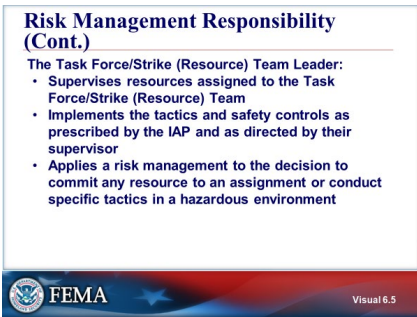 Risk Management Responsibility
(Cont.)
The Task Force/Strike (Resource) Team Leader:
• Supervises resources assigned to the Task
Force/Strike (Resource) Team
• Implements the tactics and safety controls as
prescribed by the IAP and as directed by their
supervisor
• Applies a risk management to the decision to
commit any resource to an assignment or conduct
specific tactics in a hazardous environment
FEMA
Visual 6.5